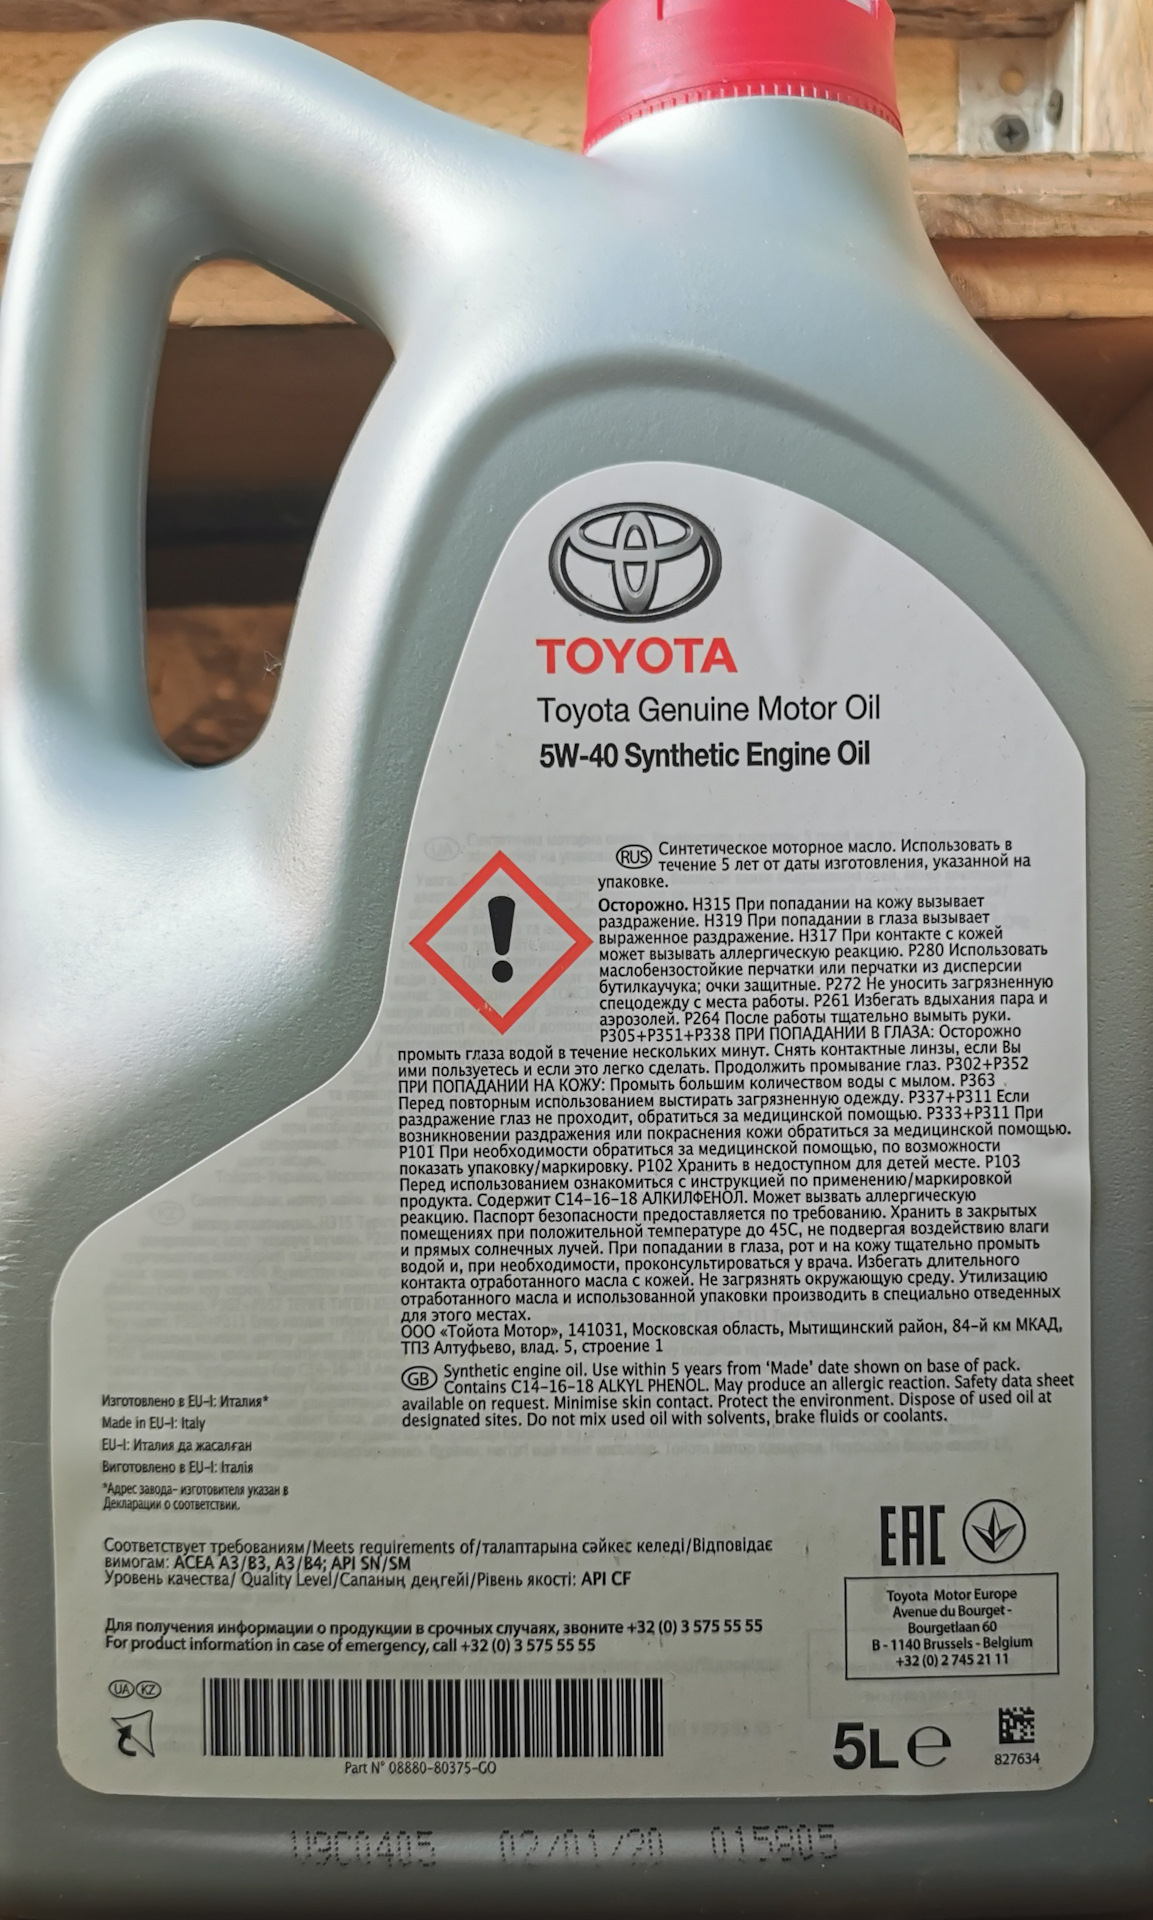 TOYOTA
Toyota Genuine Motor Oil
5W-40 Synthetic Engine Oil
RUS Синтетическое моторное масло. Использовать в
течение 5 лет от даты изготовления, указанной на
упаковке.
Осторожно. H315 При попадании на кожу вызывает
раздражение. H319 При попадании в глаза вызывает
выраженное раздражение. H317 При контакте с кожей
может вызывать аллергическую реакцию. P280 Использовать
маслобензостойкие перчатки или перчатки из дисперсии
бутилкаучука; очки защитные. P272 Не уносить загрязненную
спецодежду с места работы. P261 Избегать вдыхания пара и
аэрозолей. P264 После работы тщательно вымыть руки.
P305+P351+P338 ПРИ ПОПАДАНИИ В ГЛАЗА: Осторожно
промыть глаза водой в течение нескольких минут. Снять контактные линзы, если Вы
ими пользуетесь и если это легко сделать. Продолжить промывание глаз. P302+P352
ПРИ ПОПАДАНИИ НА КОЖУ: Промыть большим количеством воды с мылом. P363
Перед повторным использованием выстирать загрязненную одежду. P337+P311 Если
раздражение глаз не проходит, обратиться за медицинской помощью. P333+P311 При
возникновении раздражения или покраснения кожи обратиться за медицинской помощью.
P101 При необходимости обратиться за медицинской помощью, по возможности
показать упаковку/маркировку. P102 Хранить в недоступном для детей месте. P103
Перед использованием ознакомиться с инструкцией по применению/маркировкой
продукта. Содержит C14-16-18 АЛКИЛФЕНОЛ. Может вызвать аллергическую
реакцию. Паспорт безопасности предоставляется по требованию. Хранить в закрытых
помещениях при положительной температуре до 45С, не подвергая воздействию влаги
и прямых солнечных лучей. При попадании в глаза, рот и на кожу тщательно промыть
водой и, при необходимости, проконсультироваться у врача. Избегать длительного
контакта отработанного масла с кожей. Не загрязнять окружающую среду. Утилизацию
отработанного масла и использованной упаковки производить в специально отведенных
для этого местах.
ООО «Тойота Мотор», 141031, Московская область, Мытищинский район, 84-й км МКАД,
ТПЗ Алтуфьево, влад. 5, строение 1
GB Synthetic engine oil. Use within 5 years from ‘Made’ date shown on base of pack.
Contains C14-16-18 ALKYL PHENOL. May produce an allergic reaction. Safety data sheet
available on request. Minimise skin contact. Protect the environment. Dispose of used oil at
designated sites. Do not mix used oil with solvents, brake fluids or coolants.
Изготовлено в EU-I: Италия*
Made in EU-I: Italy
EU-I: Италия да жасалған
Виготовлено в EU-I: Італія
*Адрес завода- изготовителя указан в
Декларации о соответствии.
Соответствует требованиям/Meets requirements of/талаптарына сәйкес келеді/Відповідає
вимогам: ACEA A3/B3, A3/B4; API SN/SM
Уровень качества/ Quality Level/Сапаның деңгейі/Рівень якості: API CF
Для получения информации о продукции в срочных случаях, звоните +32 (0) 3 575 55 55
For product information in case of emergency, call +32 (0) 3 575 55 55
EAC
Toyota Motor Europe
Avenue du Bourget -
Bourgetlaan 60
B - 1140 Brussels - Belgium
+32 (0) 2 745 21 11
UA KZ
Part N° 08880-80375-GO
5L e
827634
U9C0405 02/01/20 015805